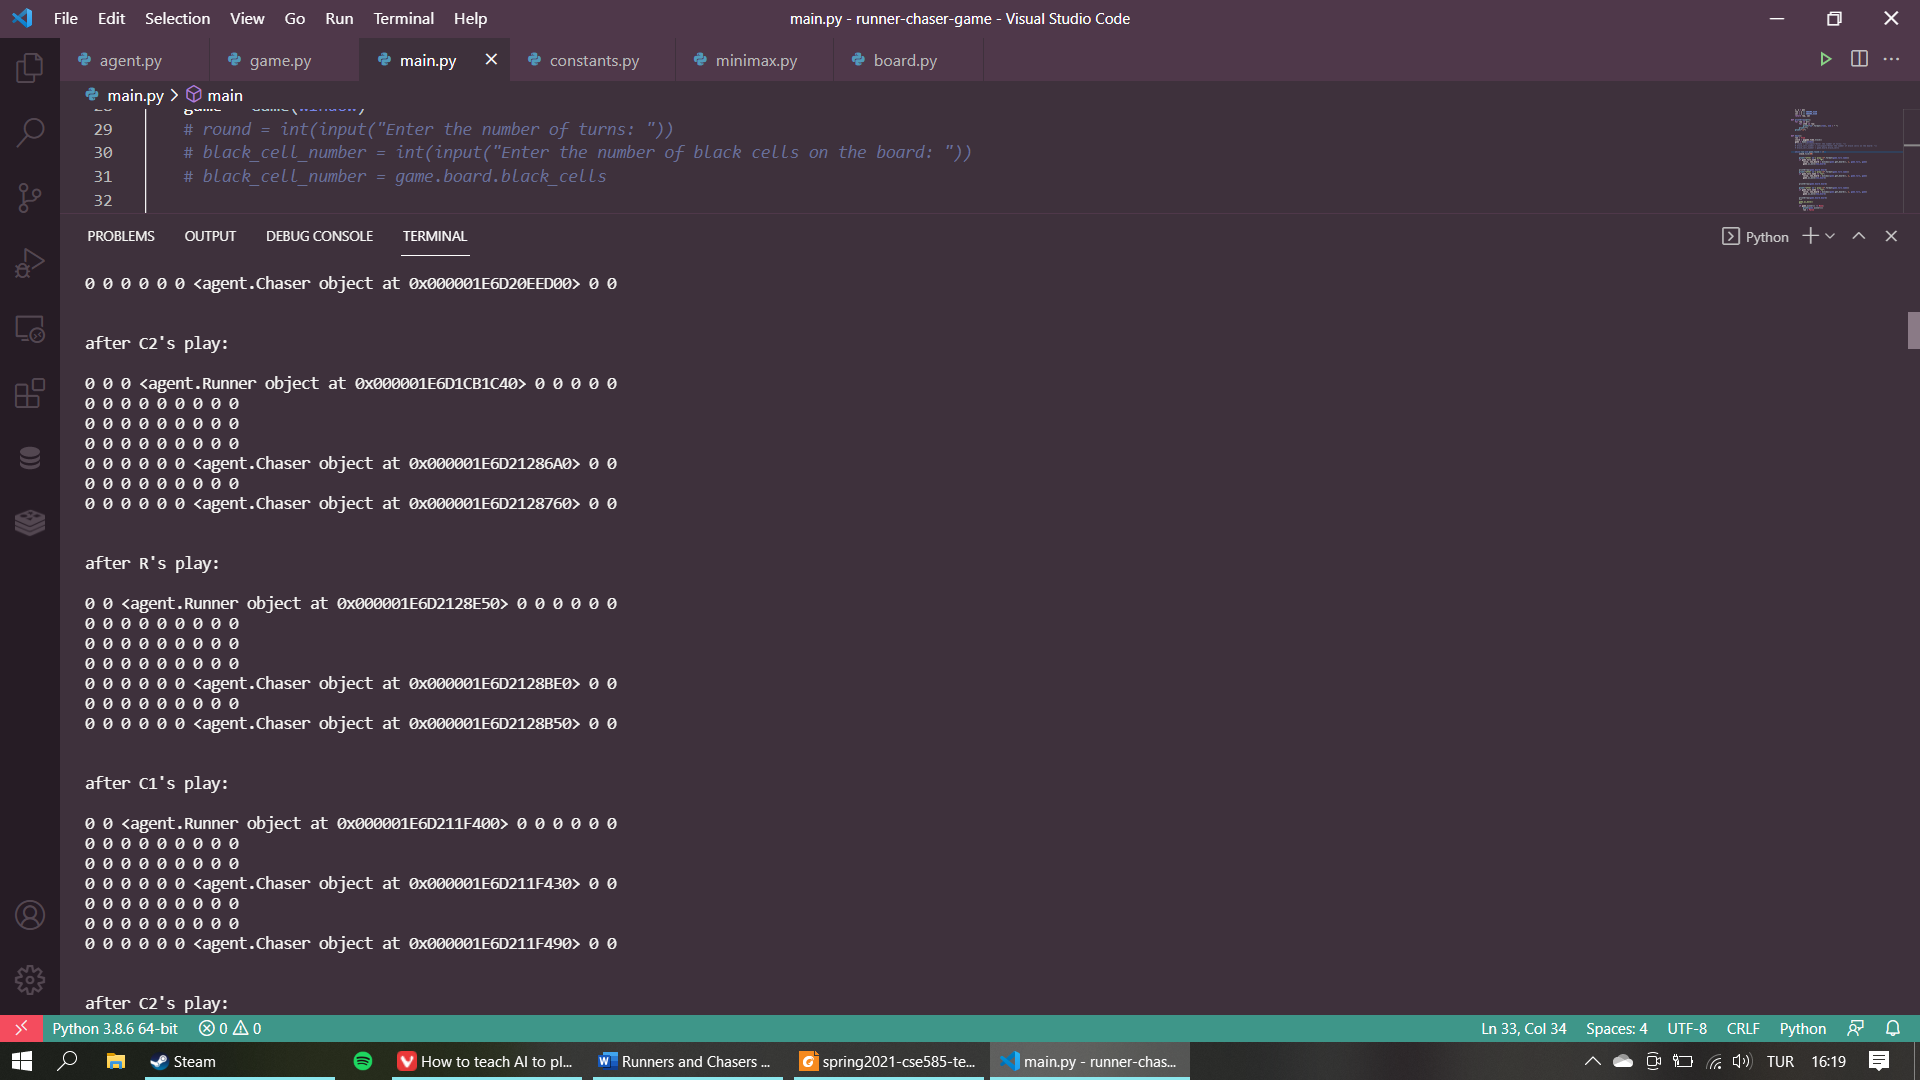 File Edit Selection View Go Run Terminal Help main.py - runner-chaser-game - Visual Studio Code
agent.py game.py main.py constants.py minimax.py board.py
main.py main
29 # round = int(input("Enter the number of turns: "))
30 # black_cell_number = int(input("Enter the number of black cells on the board: "))
31 # black_cell_number = game.board.black_cells
32
PROBLEMS OUTPUT DEBUG CONSOLE TERMINAL Python
0 0 0 0 0 0 <agent.Chaser object at 0x000001E6D20EED00> 0 0
after C2's play:
0 0 0 <agent.Runner object at 0x000001E6D1CB1C40> 0 0 0 0 0
0 0 0 0 0 0 0 0 0
0 0 0 0 0 0 0 0 0
0 0 0 0 0 0 0 0 0
0 0 0 0 0 0 <agent.Chaser object at 0x000001E6D21286A0> 0 0
0 0 0 0 0 0 0 0 0
0 0 0 0 0 0 <agent.Chaser object at 0x000001E6D2128760> 0 0
after R's play:
0 0 <agent.Runner object at 0x000001E6D2128E50> 0 0 0 0 0 0
0 0 0 0 0 0 0 0 0
0 0 0 0 0 0 0 0 0
0 0 0 0 0 0 0 0 0
0 0 0 0 0 0 <agent.Chaser object at 0x000001E6D2128BE0> 0 0
0 0 0 0 0 0 0 0 0
0 0 0 0 0 0 <agent.Chaser object at 0x000001E6D2128B50> 0 0
after C1's play:
0 0 <agent.Runner object at 0x000001E6D211F400> 0 0 0 0 0 0
0 0 0 0 0 0 0 0 0
0 0 0 0 0 0 0 0 0
0 0 0 0 0 0 <agent.Chaser object at 0x000001E6D211F430> 0 0
0 0 0 0 0 0 0 0 0
0 0 0 0 0 0 0 0 0
0 0 0 0 0 0 <agent.Chaser object at 0x000001E6D211F490> 0 0
after C2's play:
Python 3.8.6 64-bit 0 0 Ln 33, Col 34 Spaces: 4 UTF-8 CRLF Python
Steam How to teach AI to pl... Runners and Chasers ... spring2021-cse585-te... main.py - runner-chas... TUR 16:19